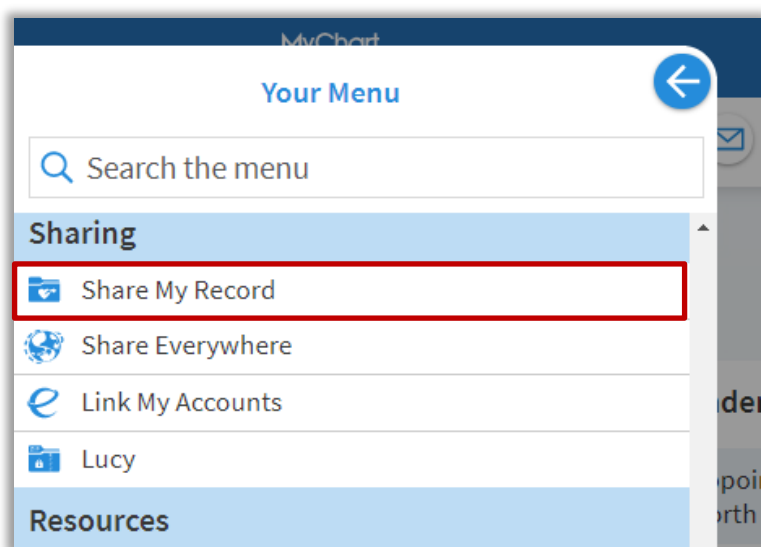 MyChart
Your Menu
Search the menu
Sharing
Share My Record
Share Everywhere
Link My Accounts
Lucy
Resources